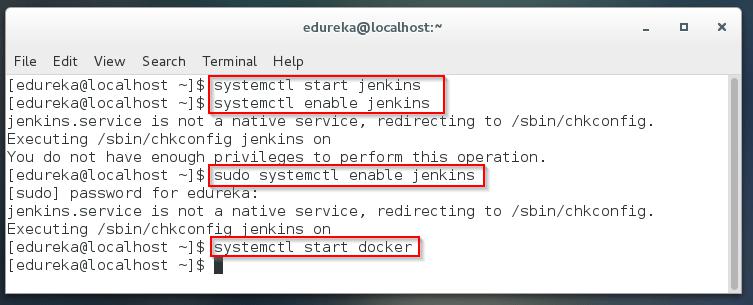 edureka@localhost:~
File Edit View Search Terminal Help
[edureka@localhost ~]$ systemctl start jenkins
[edureka@localhost ~]$ systemctl enable jenkins
jenkins.service is not a native service, redirecting to /sbin/chkconfig.
Executing /sbin/chkconfig jenkins on
You do not have enough privileges to perform this operation.
[edureka@localhost ~]$ sudo systemctl enable jenkins
[sudo] password for edureka:
jenkins.service is not a native service, redirecting to /sbin/chkconfig.
Executing /sbin/chkconfig jenkins on
[edureka@localhost ~]$ systemctl start docker
[edureka@localhost ~]$